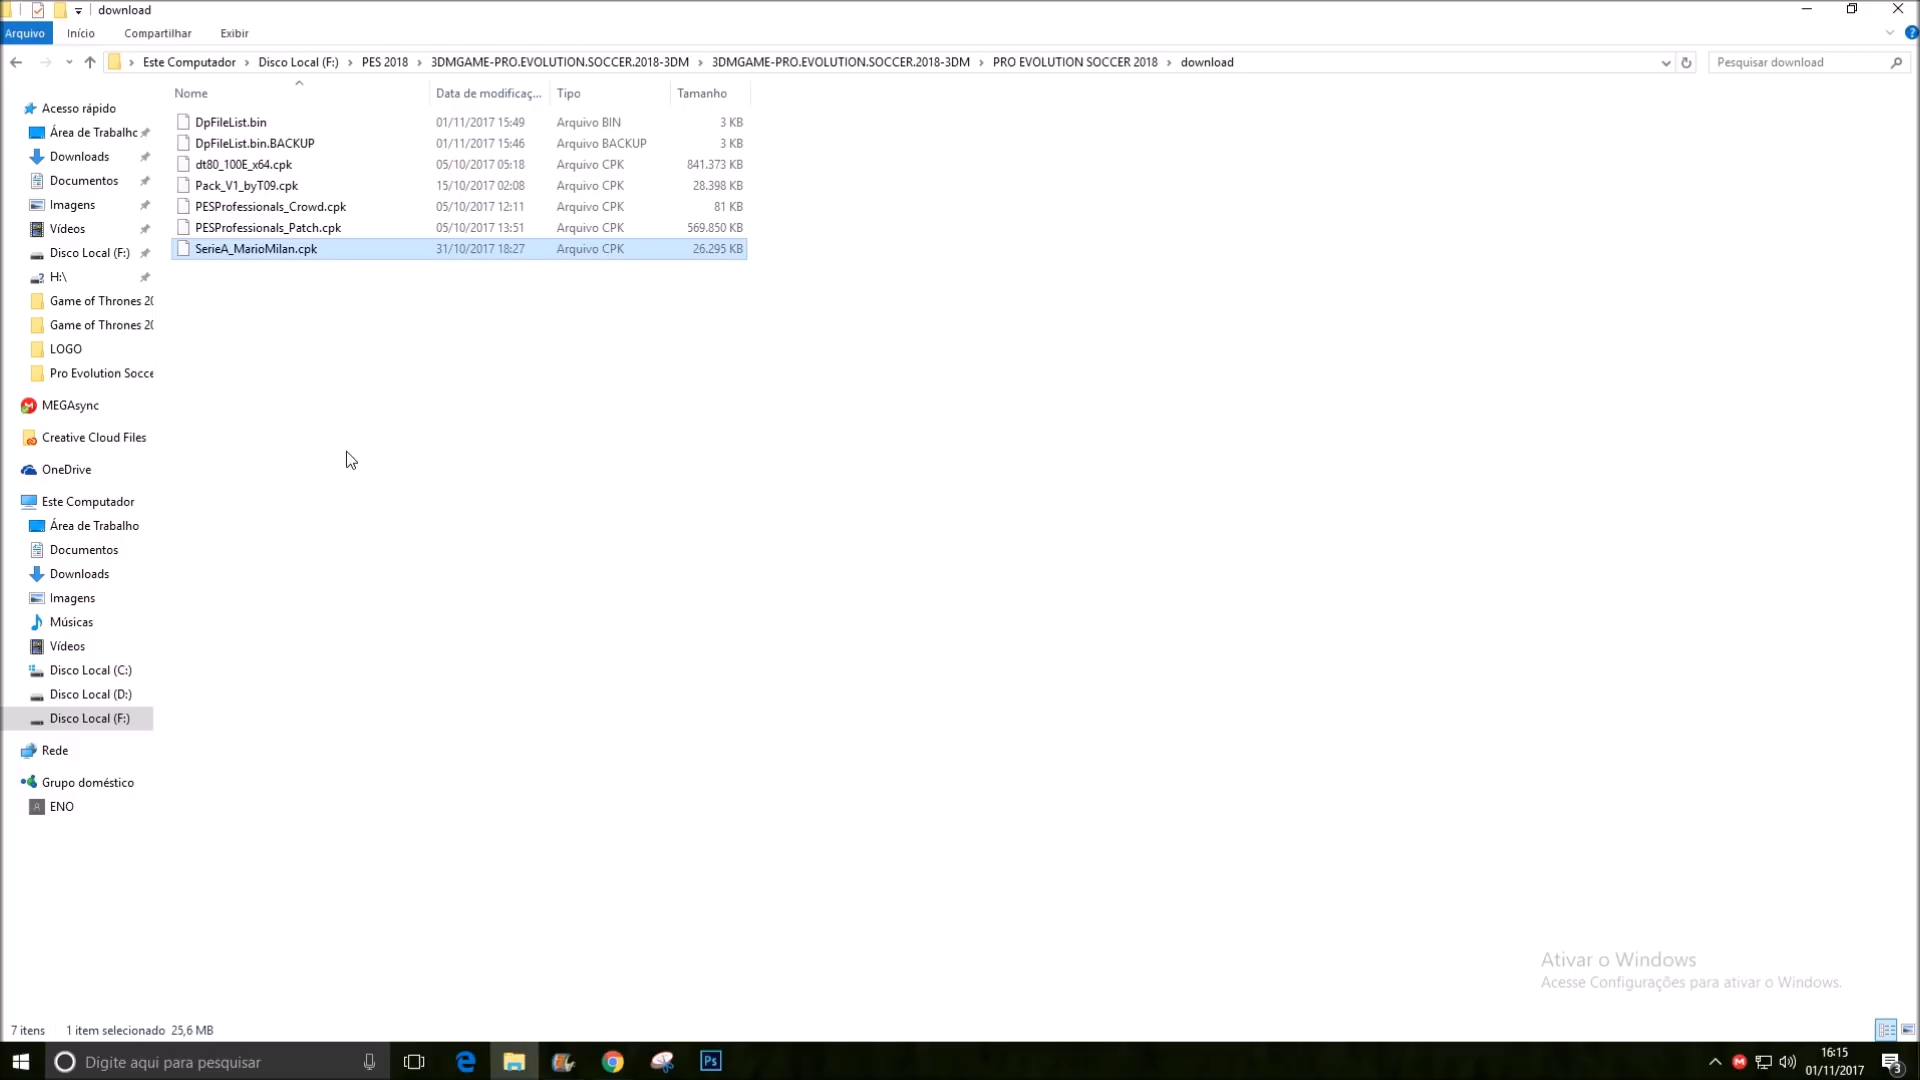 download
Arquivo Início Compartilhar Exibir
Este Computador > Disco Local (F:) > PES 2018 > 3DMGAME-PRO.EVOLUTION.SOCCER.2018-3DM > 3DMGAME-PRO.EVOLUTION.SOCCER.2018-3DM > PRO EVOLUTION SOCCER 2018 > download
Pesquisar download
Nome Data de modificaç... Tipo Tamanho
DpFileList.bin 01/11/2017 15:49 Arquivo BIN 3 KB
DpFileList.bin.BACKUP 01/11/2017 15:46 Arquivo BACKUP 3 KB
dt80_100E_x64.cpk 05/10/2017 05:18 Arquivo CPK 841.373 KB
Pack_V1_byT09.cpk 15/10/2017 02:08 Arquivo CPK 28.398 KB
PESProfessionals_Crowd.cpk 05/10/2017 12:11 Arquivo CPK 81 KB
PESProfessionals_Patch.cpk 05/10/2017 13:51 Arquivo CPK 569.850 KB
SerieA_MarioMilan.cpk 31/10/2017 18:27 Arquivo CPK 26.295 KB
Acesso rápido
Área de Trabalhc
Downloads
Documentos
Imagens
Vídeos
Disco Local (F:)
H:\
Game of Thrones 20
Game of Thrones 20
LOGO
Pro Evolution Socce
MEGAsync
Creative Cloud Files
OneDrive
Este Computador
Área de Trabalho
Documentos
Downloads
Imagens
Músicas
Vídeos
Disco Local (C:)
Disco Local (D:)
Disco Local (F:)
Rede
Grupo doméstico
ENO
Ativar o Windows
Acesse Configurações para ativar o Windows.
7 itens 1 item selecionado 25,6 MB
Digite aqui para pesquisar
Ps
16:15
01/11/2017
3